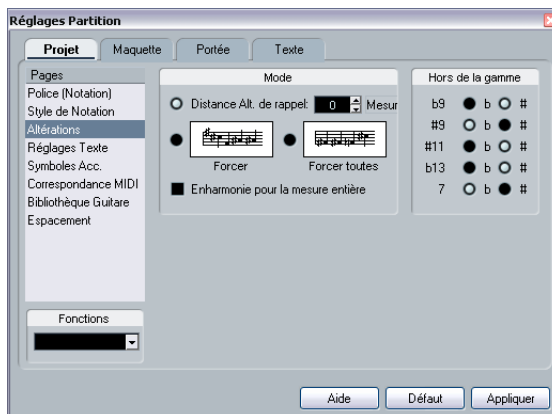 Réglages Partition
Projet Maquette Portée Texte
Pages
Police (Notation)
Style de Notation
Altérations
Réglages Texte
Symboles Acc.
Correspondance MIDI
Bibliothèque Guitare
Espacement
Fonctions
Mode
Distance Alt. de rappel: 0 Mesur
Forcer Forcer toutes
Enharmonie pour la mesure entière
Hors de la gamme
b9 b #
#9 b #
#11 b #
b13 b #
7 b #
Aide Défaut Appliquer